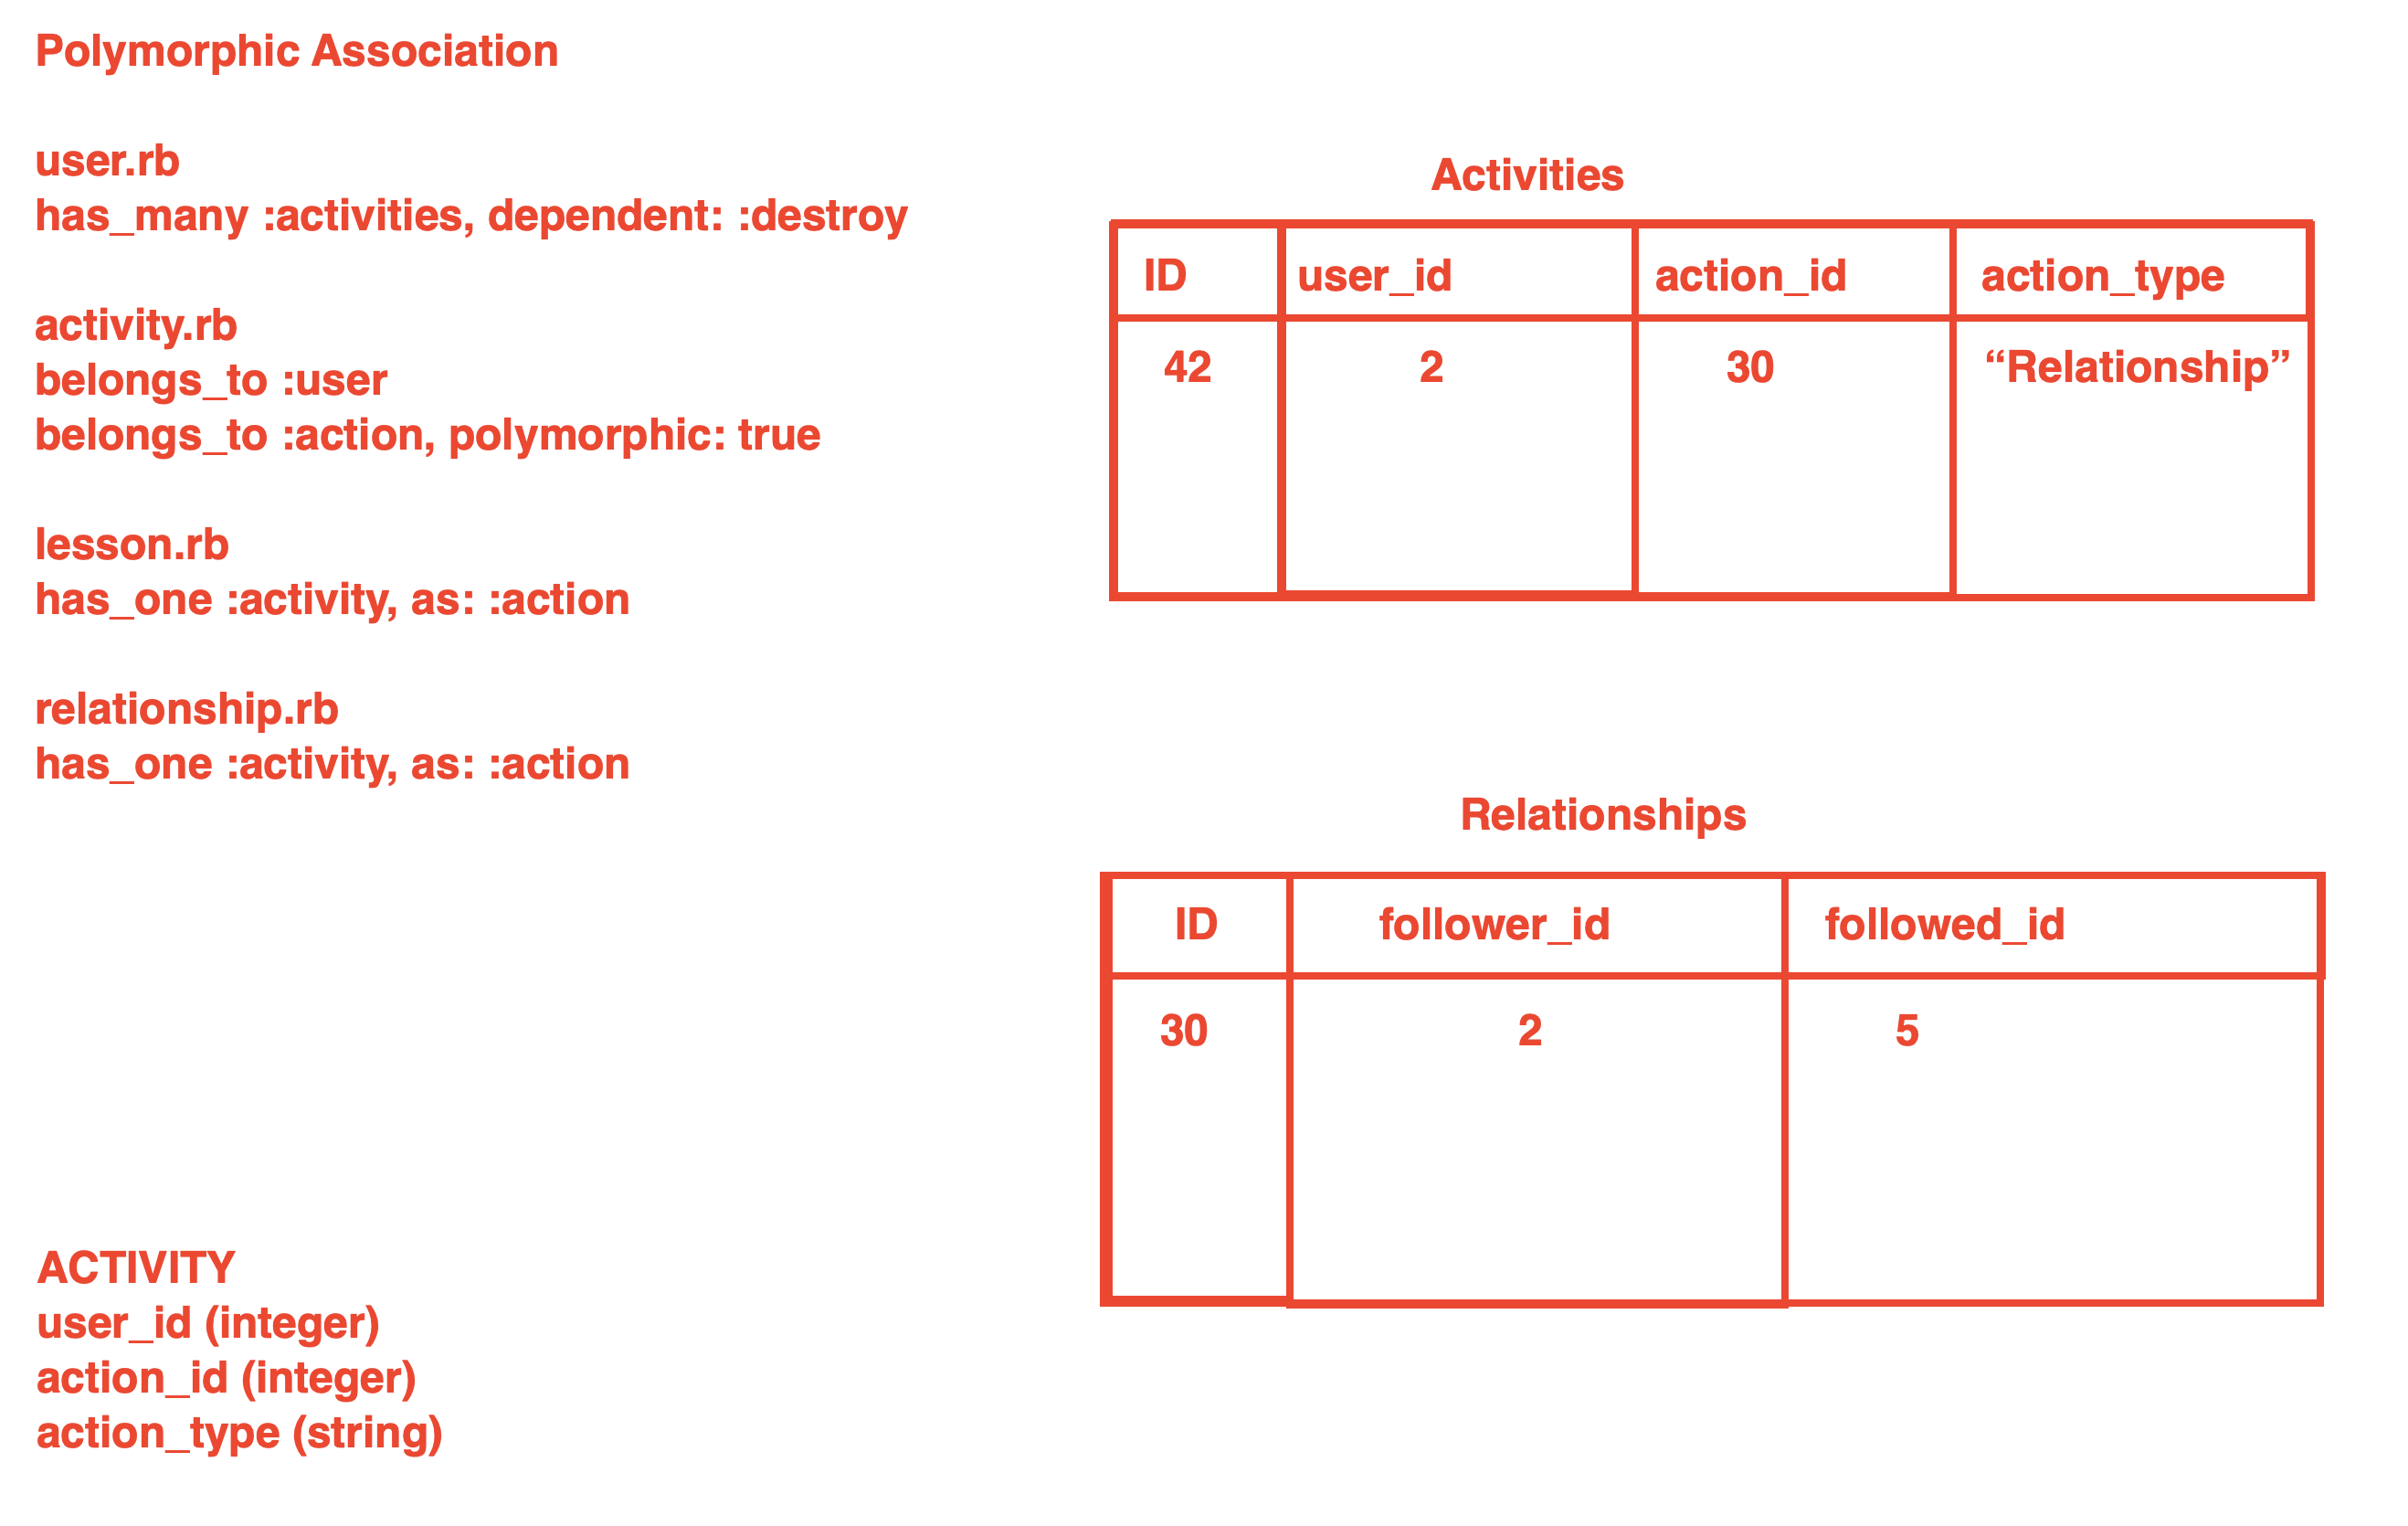 Polymorphic Association
user.rb
has_many :activities, dependent: :destroy
activity.rb
belongs_to :user
belongs_to :action, polymorphic: true
lesson.rb
has_one :activity, as: :action
relationship.rb
has_one :activity, as: :action
ACTIVITY
user_id (integer)
action_id (integer)
action_type (string)
Activities
ID user_id action_id action_type
42 2 30 “Relationship”
Relationships
ID follower_id followed_id
30 2 5